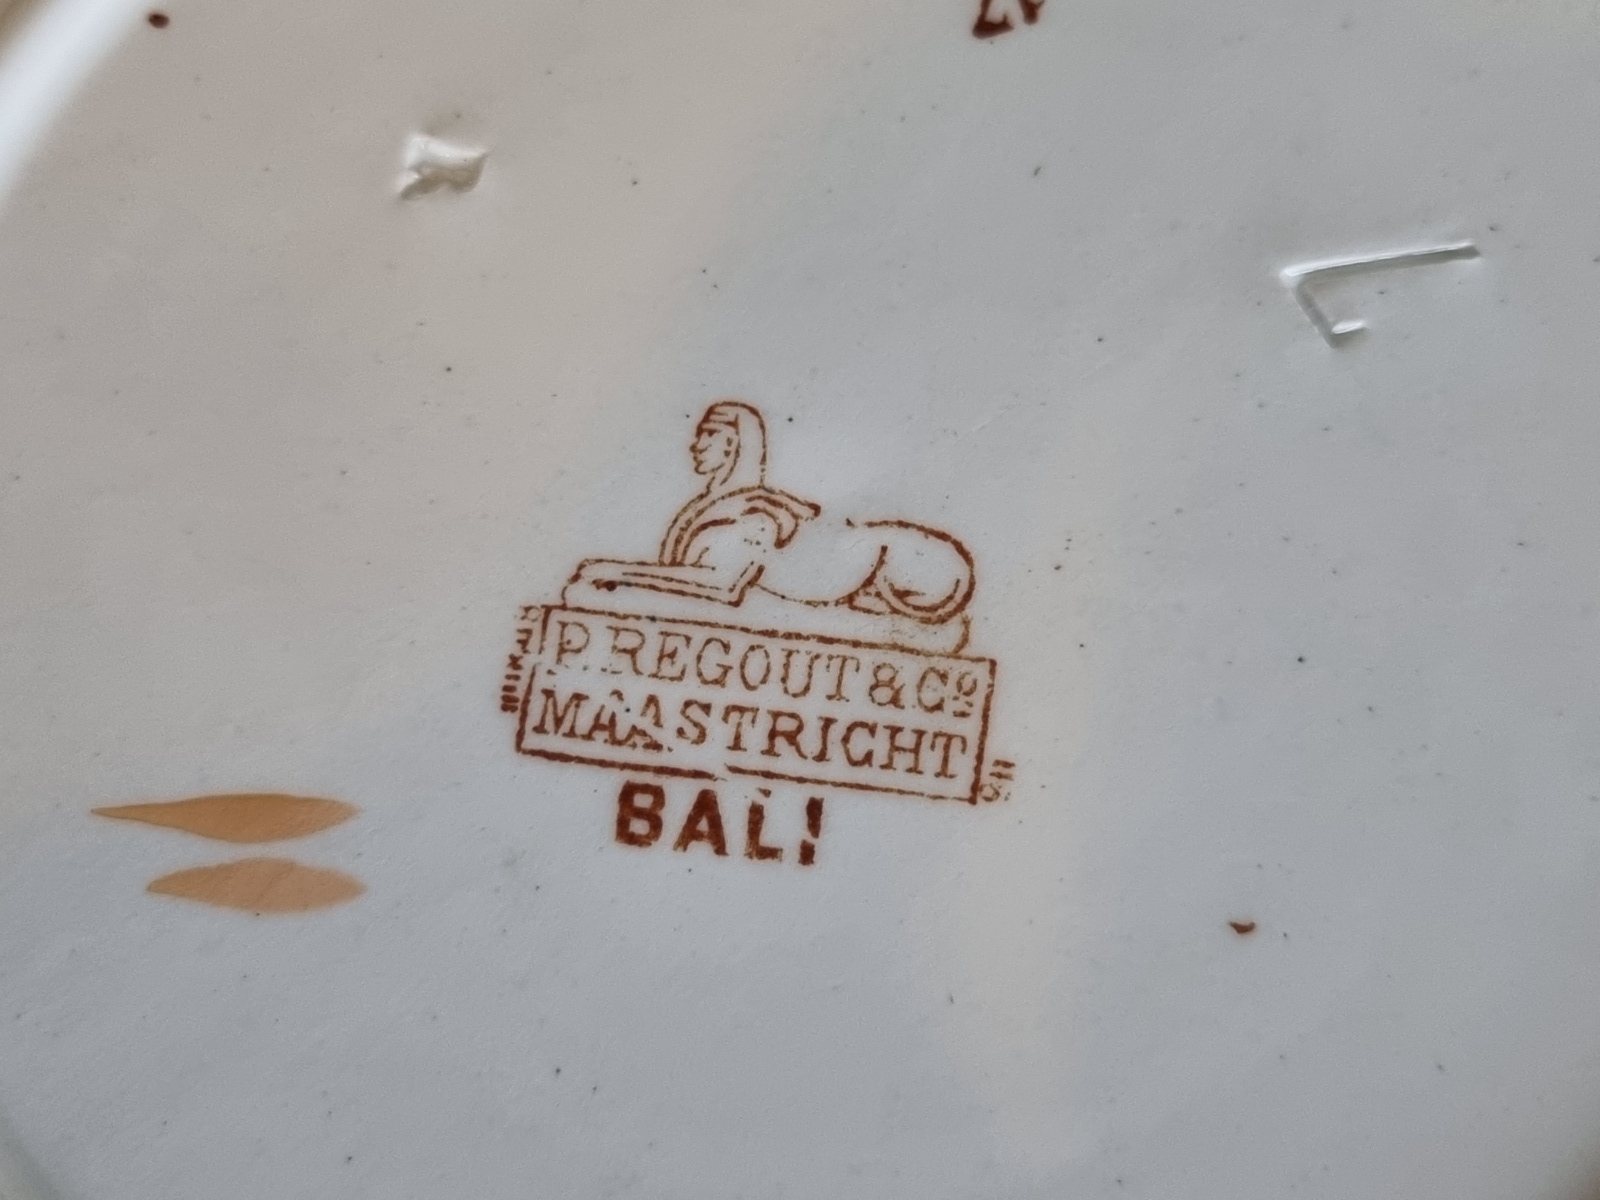 P. REGOUT & Co
MAASTRICHT
BALI